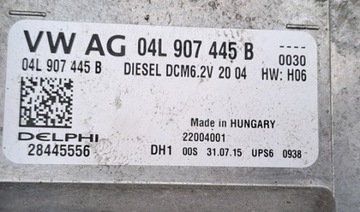 VW AG 04L 907 445 B
0030
04L 907 445 B DIESEL DCM6.2V 20 04 HW: H06
Made in HUNGARY
DELPHI 22004001
28445556 DH1 00S 31.07.15 UPS6 0938